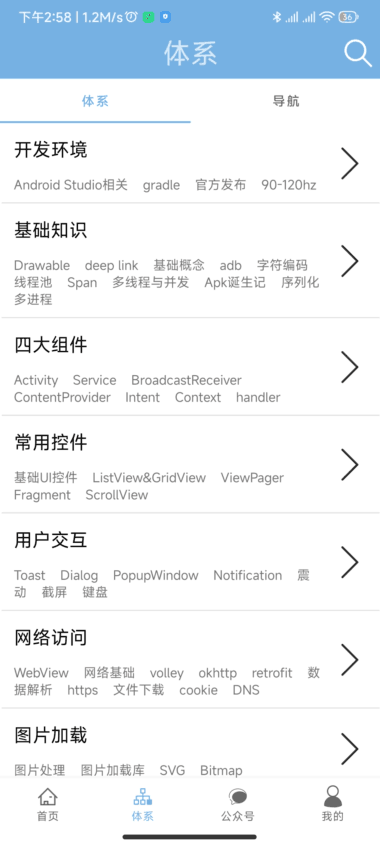 下午2:58 | 1.2M/s
36
体系
体系 导航
开发环境
Android Studio相关 gradle 官方发布 90-120hz
基础知识
Drawable deep link 基础概念 adb 字符编码
线程池 Span 多线程与并发 Apk诞生记 序列化
多进程
四大组件
Activity Service BroadcastReceiver
ContentProvider Intent Context handler
常用控件
基础UI控件 ListView&GridView ViewPager
Fragment ScrollView
用户交互
Toast Dialog PopupWindow Notification 震
动 截屏 键盘
网络访问
WebView 网络基础 volley okhttp retrofit 数
据解析 https 文件下载 cookie DNS
图片加载
图片处理 图片加载库 SVG Bitmap
首页 体系 公众号 我的